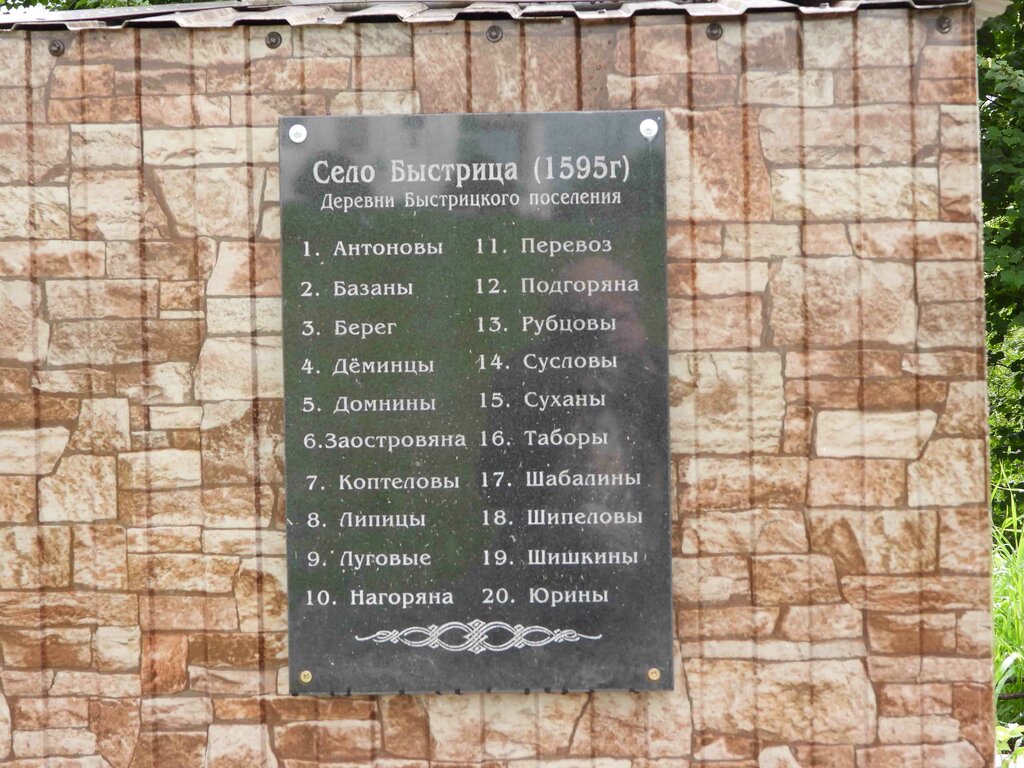 Село Быстрица (1595г)
Деревни Быстрицкого поселения
1. Антоновы
2. Базаны
3. Берег
4. Дёминцы
5. Домнины
6.Заостровяна
7. Коптеловы
8. Липицы
9. Луговые
10. Нагоряна
11. Перевоз
12. Подгоряна
13. Рубцовы
14. Сусловы
15. Суханы
16. Таборы
17. Шабалины
18. Шипеловы
19. Шишкины
20. Юрины